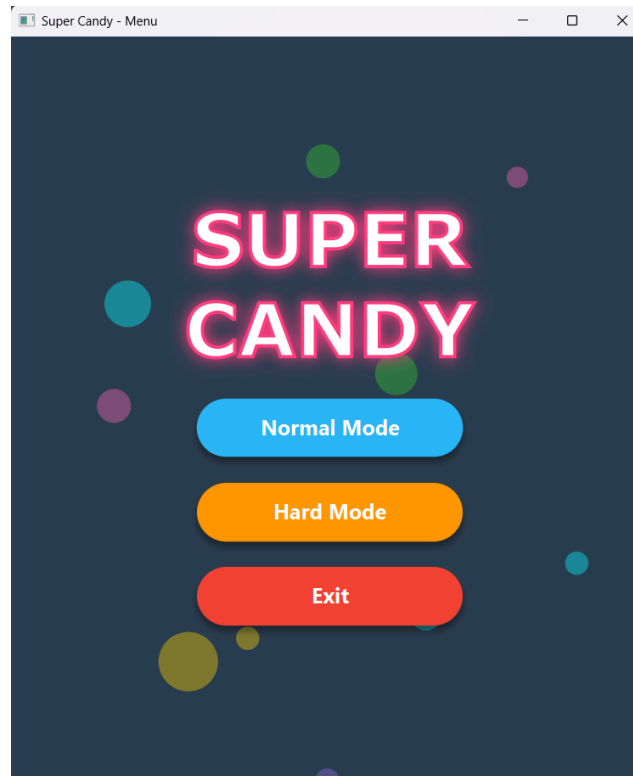 Super Candy - Menu
SUPER
CANDY
Normal Mode
Hard Mode
Exit